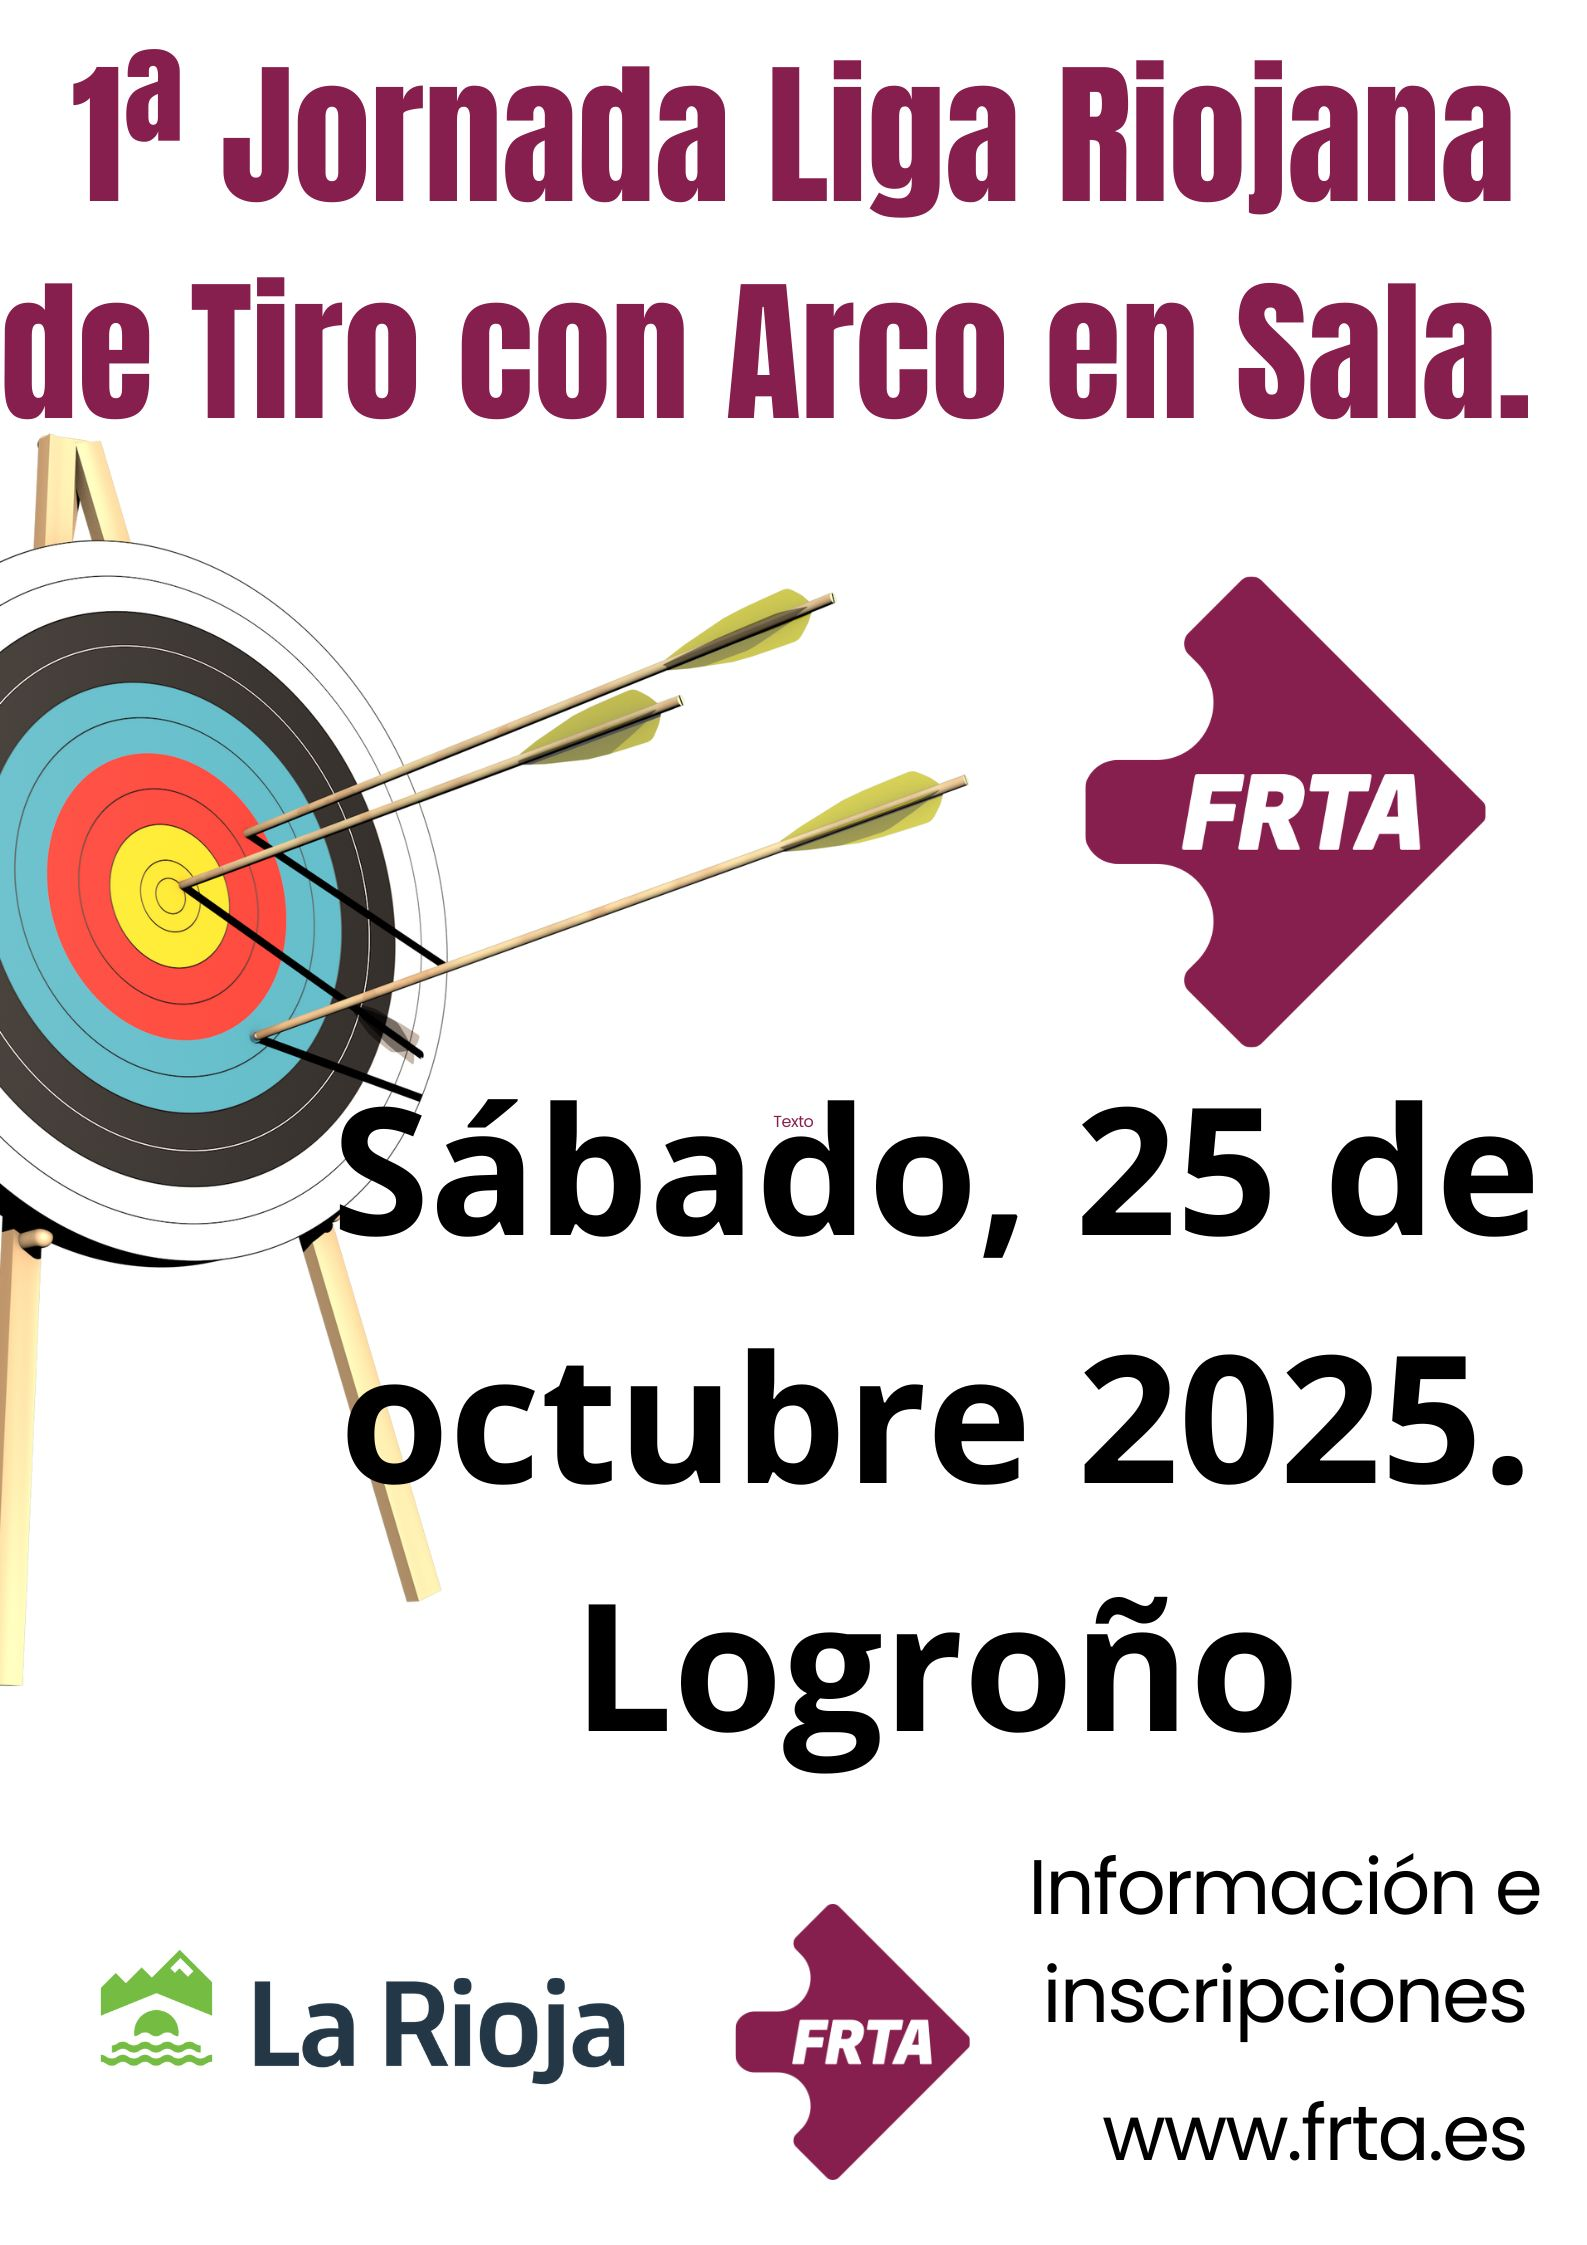 1ª Jornada Liga Riojana
de Tiro con Arco en Sala.
FRTA
Texto
Sábado, 25 de
octubre 2025.
Logroño
Información e
inscripciones
La Rioja
FRTA
www.frta.es